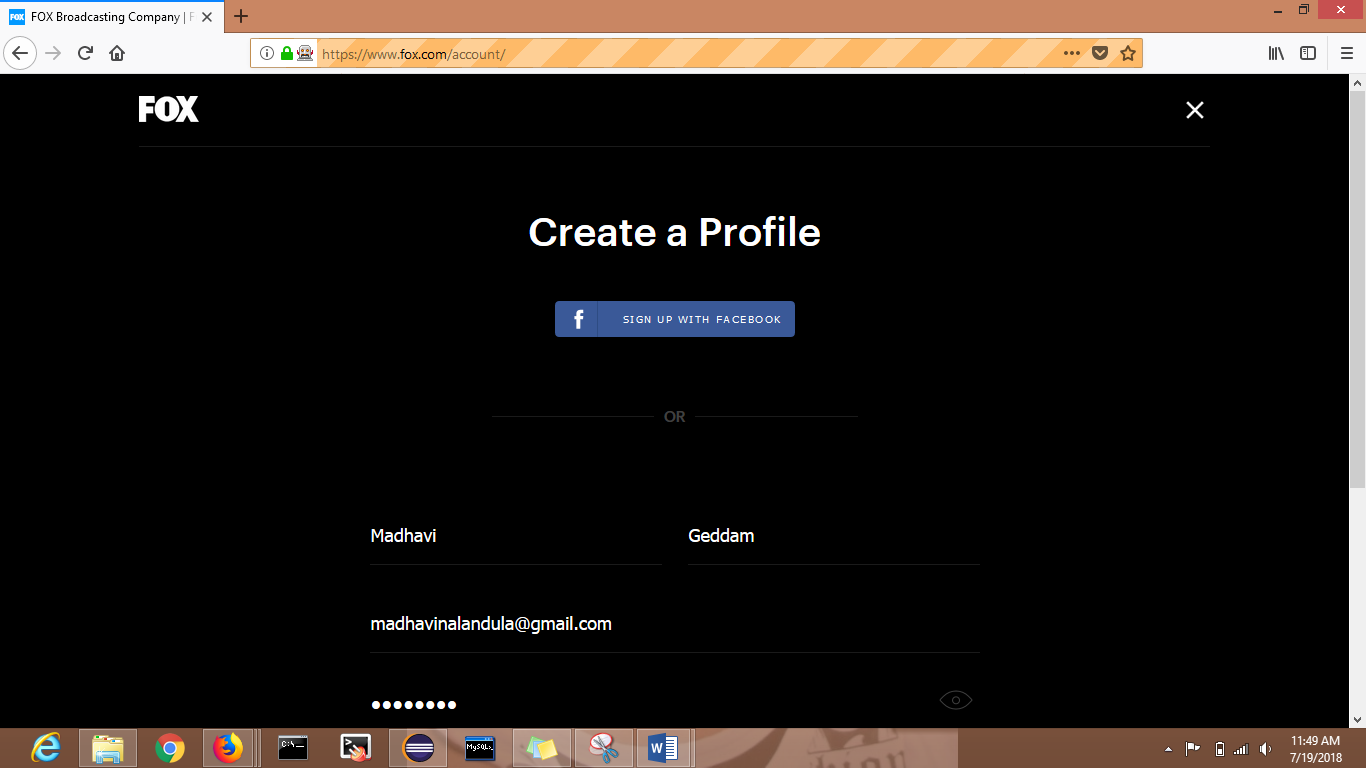 FOX Broadcasting Company | F
https://www.fox.com/account/
FOX
Create a Profile
f SIGN UP WITH FACEBOOK
OR
Madhavi Geddam
madhavinalandula@gmail.com
••••••••
C:\_
MySQL
11:49 AM
7/19/2018